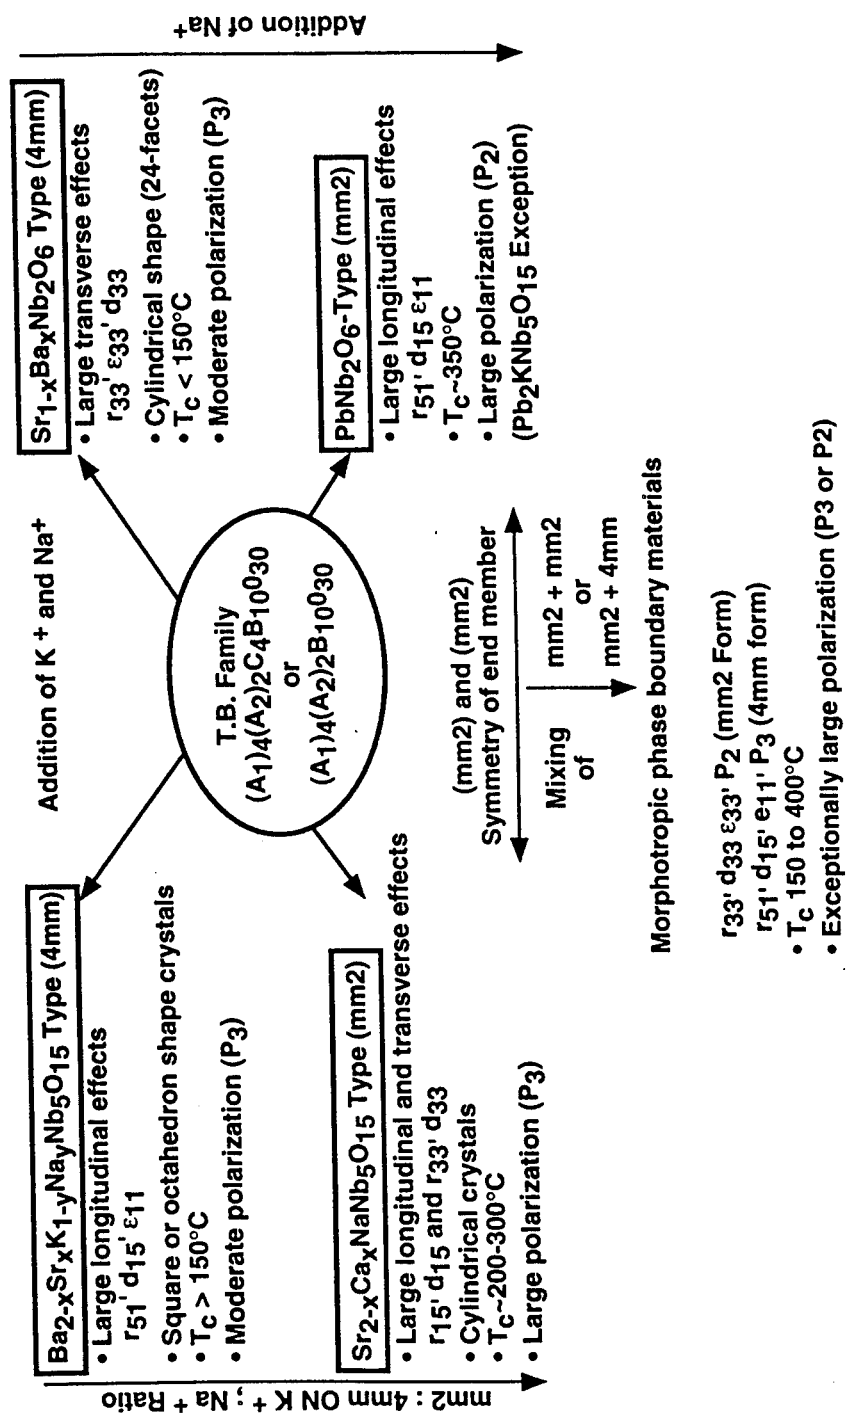 mm2 : 4mm ON K+ ; Na+ Ratio
Ba2-xSrxK1-yNayNb5O15 Type (4mm)
• Large longitudinal effects
r51' d15' ε11
• Square or octahedron shape crystals
• Tc > 150°C
• Moderate polarization (P3)
Addition of K+ and Na+
Sr1-xBaxNb2O6 Type (4mm)
• Large transverse effects
r33' ε33' d33
• Cylindrical shape (24-facets)
• Tc < 150°C
• Moderate polarization (P3)
Addition of Na+
T.B. Family
(A1)4(A2)2C4B10O30
or
(A1)4(A2)2B10O30
Sr2-xCaxNaNb5O15 Type (mm2)
• Large longitudinal and transverse effects
r15' d15 and r33' d33
• Cylindrical crystals
• Tc~200-300°C
• Large polarization (P3)
PbNb2O6-Type (mm2)
• Large longitudinal effects
r51' d15 ε11
• Tc~350°C
• Large polarization (P2)
(Pb2KNb5O15 Exception)
(mm2) and (mm2)
Symmetry of end member
Mixing
of
mm2 + mm2
or
mm2 + 4mm
Morphotropic phase boundary materials
r33' d33 ε33' P2 (mm2 Form)
r51' d15' e11' P3 (4mm form)
• Tc 150 to 400°C
• Exceptionally large polarization (P3 or P2)